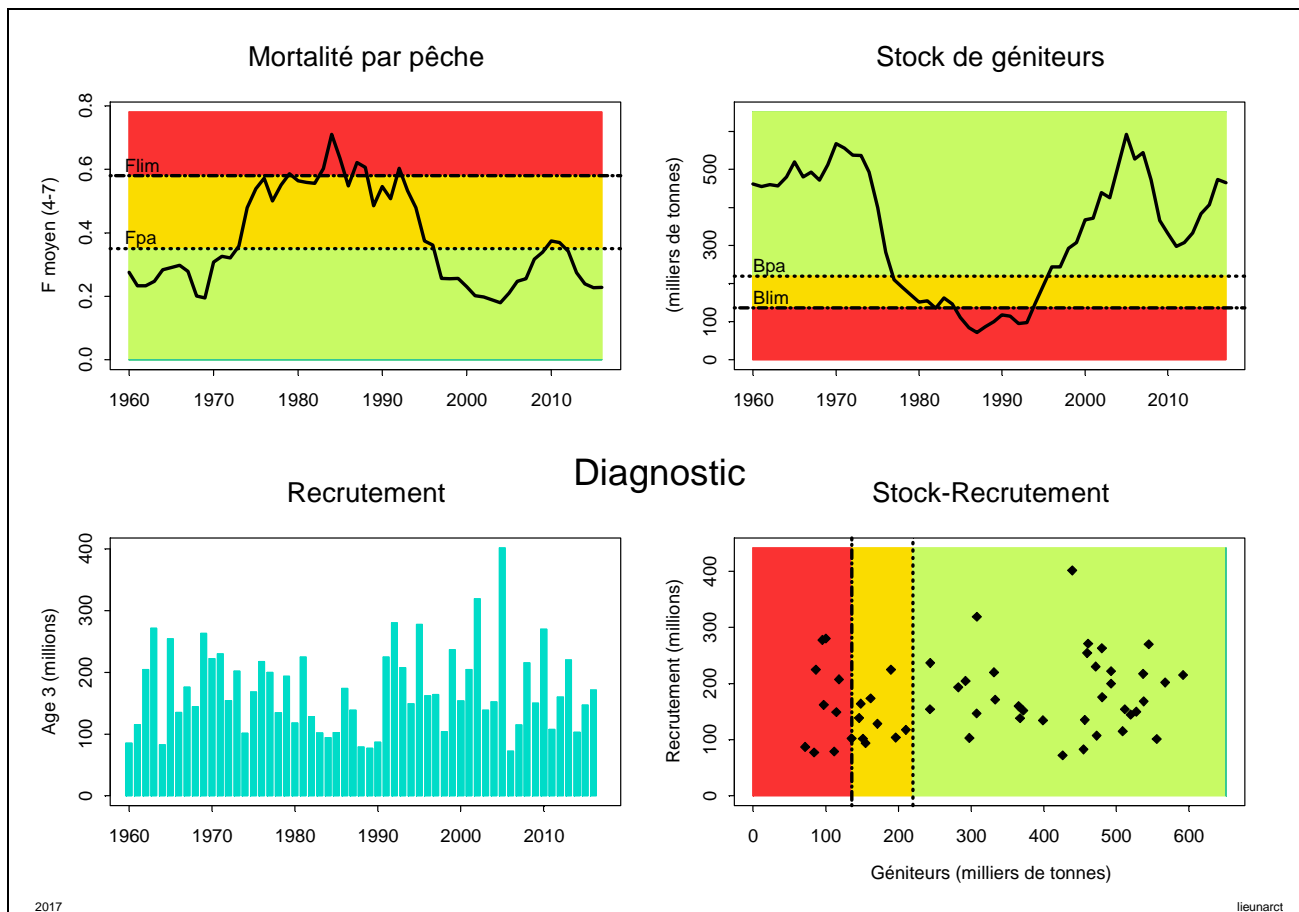 Mortalité par pêche
F moyen (4-7)
0.0 0.2 0.4 0.6 0.8
Flim
Fpa
1960 1970 1980 1990 2000 2010
Stock de géniteurs
(milliers de tonnes)
0 100 300 500
Bpa
Blim
1960 1970 1980 1990 2000 2010
Diagnostic
Recrutement
Age 3 (millions)
0 100 200 300 400
1960 1970 1980 1990 2000 2010
Stock-Recrutement
Recrutement (millions)
0 100 200 300 400
0 100 200 300 400 500 600
Géniteurs (milliers de tonnes)
2017
lieunarct